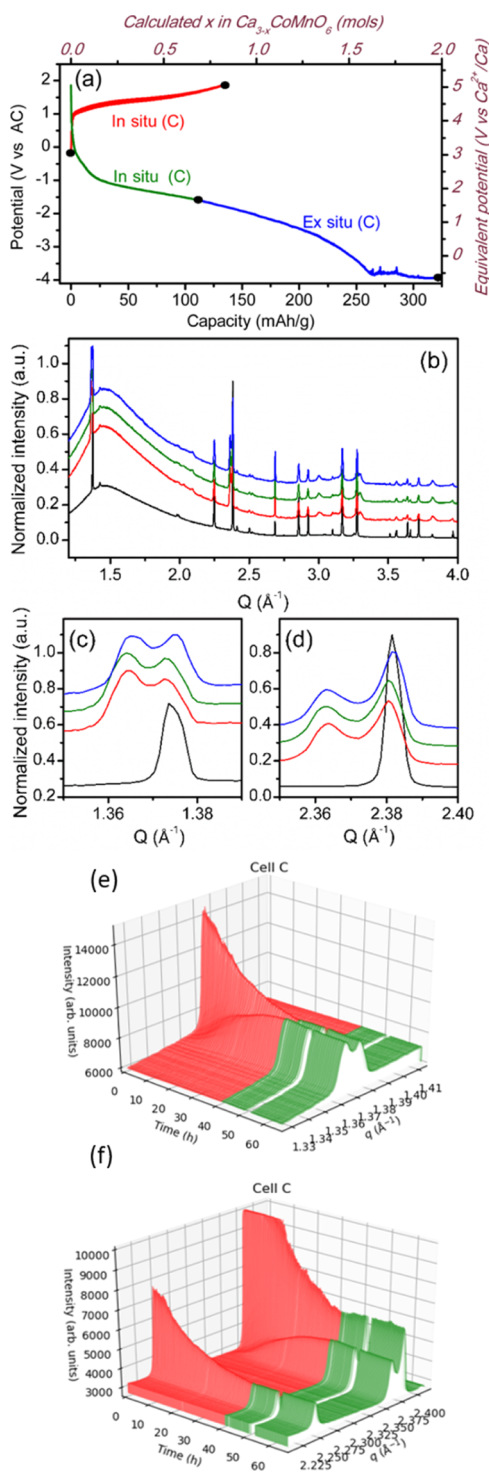 Calculated x in Ca3-xCoMnO6 (mols)
0.0 0.5 1.0 1.5 2.0
(a)
Potential (V vs AC)
2
1
0
-1
-2
-3
-4
In situ (C)
In situ (C)
Ex situ (C)
5
4
3
2
1
0
Equivalent potential (V vs Ca2+/Ca)
0 50 100 150 200 250 300
Capacity (mAh/g)
(b)
Normalized intensity (a.u.)
1.0
0.8
0.6
0.4
0.2
0.0
1.5 2.0 2.5 3.0 3.5 4.0
Q (Å-1)
(c)
Normalized intensity (a.u.)
1.0
0.8
0.6
0.4
0.2
1.36 1.38
Q (Å-1)
(d)
0.8
0.6
0.4
0.2
0.0
2.36 2.38 2.40
Q (Å-1)
(e)
Cell C
Intensity (arb. units)
14000
12000
10000
8000
6000
0 10 20 30 40 50 60
Time (h)
1.33 1.34 1.35 1.36 1.37 1.38 1.39 1.40 1.41
q (Å-1)
(f)
Cell C
Intensity (arb. units)
10000
9000
8000
7000
6000
5000
4000
3000
0 10 20 30 40 50 60
Time (h)
2.225 2.250 2.275 2.300 2.325 2.350 2.375 2.400
q (Å-1)